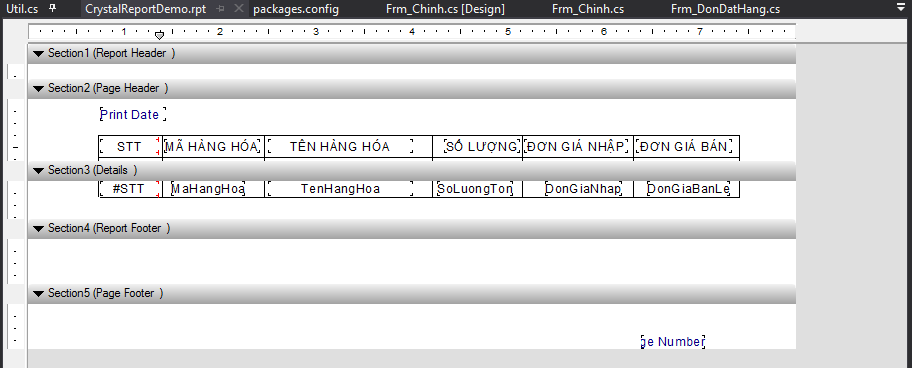 Util.cs CrystalReportDemo.rpt packages.config Frm_Chinh.cs [Design] Frm_Chinh.cs Frm_DonDatHang.cs
1 2 3 4 5 6 7
Section1 (Report Header )
Section2 (Page Header )
Print Date
STT MÃ HÀNG HÓA TÊN HÀNG HÓA SỐ LƯỢNG ĐƠN GIÁ NHẬP ĐƠN GIÁ BÁN
Section3 (Details )
#STT MaHangHoa TenHangHoa SoLuongTon DonGiaNhap DonGiaBanLe
Section4 (Report Footer )
Section5 (Page Footer )
ge Number